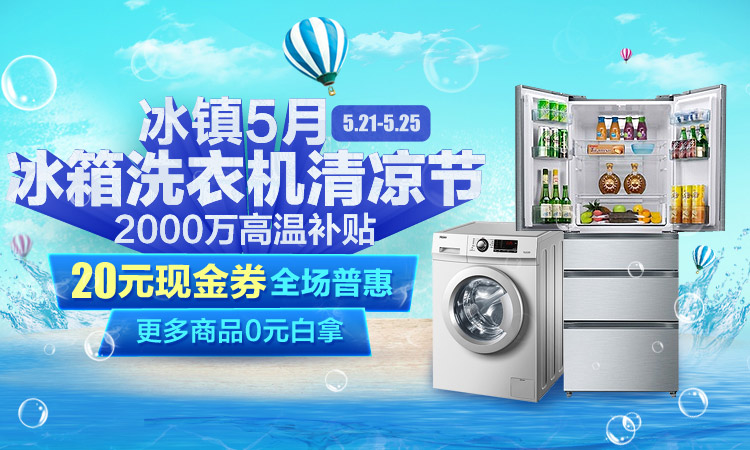 冰镇5月
5.21-5.25
冰箱洗衣机清凉节
2000万高温补贴
20元现金券 全场普惠
更多商品0元白拿